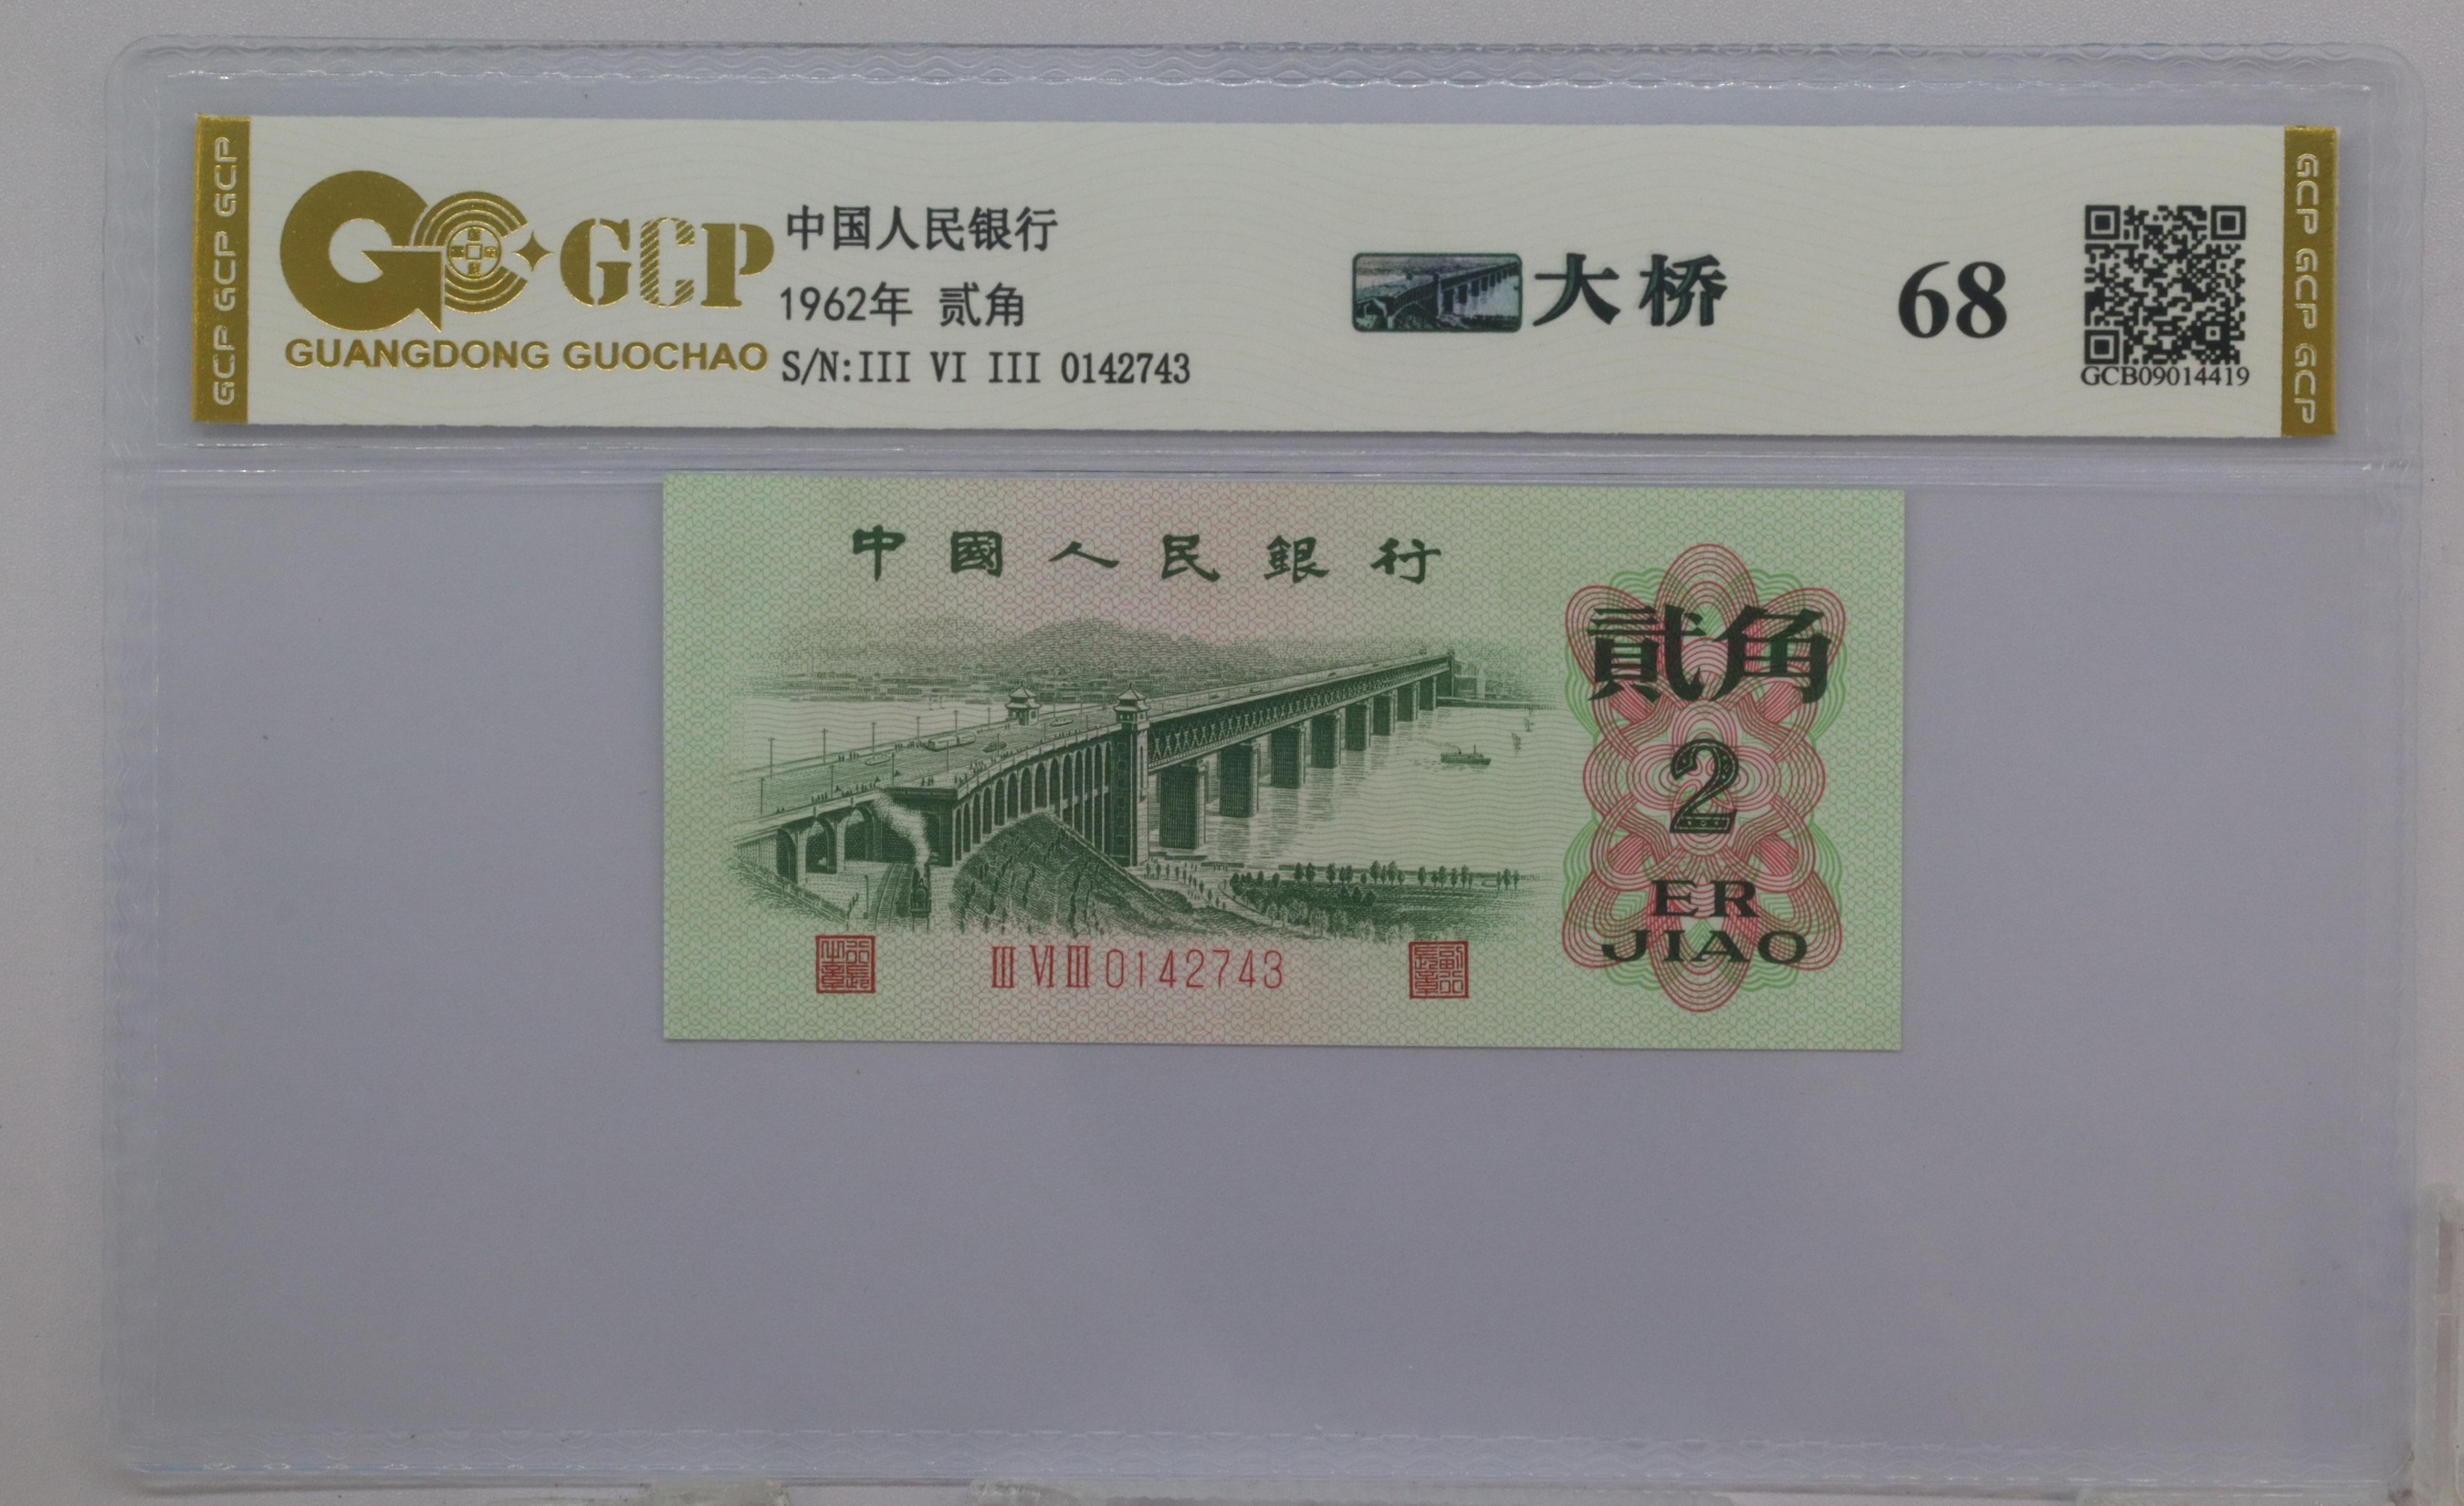 GCP GCP GCP
GCP
GUANGDONG GUOCHAO
中国人民银行
1962年 贰角
S/N:III VI III 0142743
大桥
68
GCB09014419
GCP GCP GCP
中國人民銀行
貳角
2
ER
JIAO
III VI III 0142743